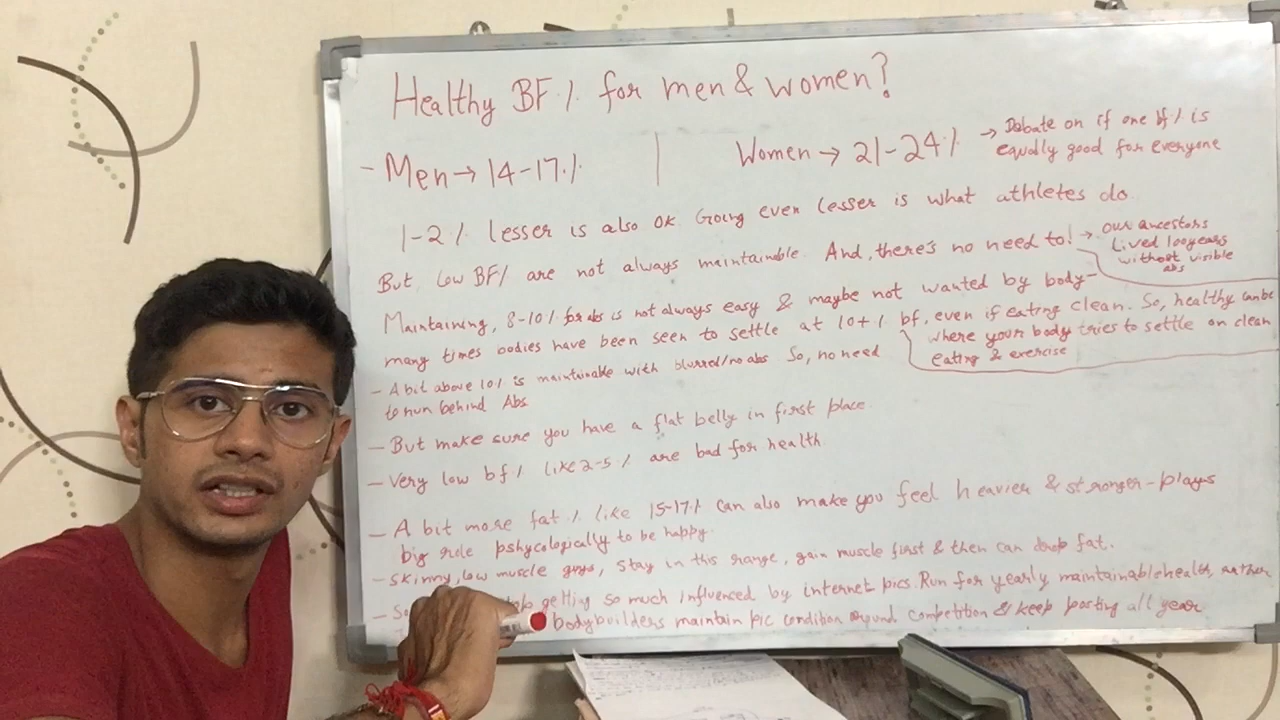 Healthy BF% for men & women?
- Men → 14-17% | Women → 21-24% → Debate on if one bf% is
equally good for everyone
1-2% lesser is also OK Going even lesser is what athletes do.
But, low BF% are not always maintainable. And, there's no need to! → our ancestors
lived 100years
without visible
abs
Maintaining, 8-10% for abs is not always easy & maybe not wanted by body-
many times bodies have been seen to settle at 10+% bf, even if eating clean. So, healthy can be
where your body tries to settle on clean
eating & exercise
- A bit above 10% is maintainable with blurred/no abs So, no need
to run behind Abs
- But make sure you have a flat belly in first place.
- Very low bf% like 2-5% are bad for health
- A bit more fat% like 15-17% can also make you feel heavier & stronger-plays
big role pshycologically to be happy.
- Skinny, low muscle guys, stay in this range, gain muscle first & then can drop fat.
- So getting so much influenced by internet pics. Run for yearly maintainable health, rather
bodybuilders maintain pic condition around competition & keep posting all year